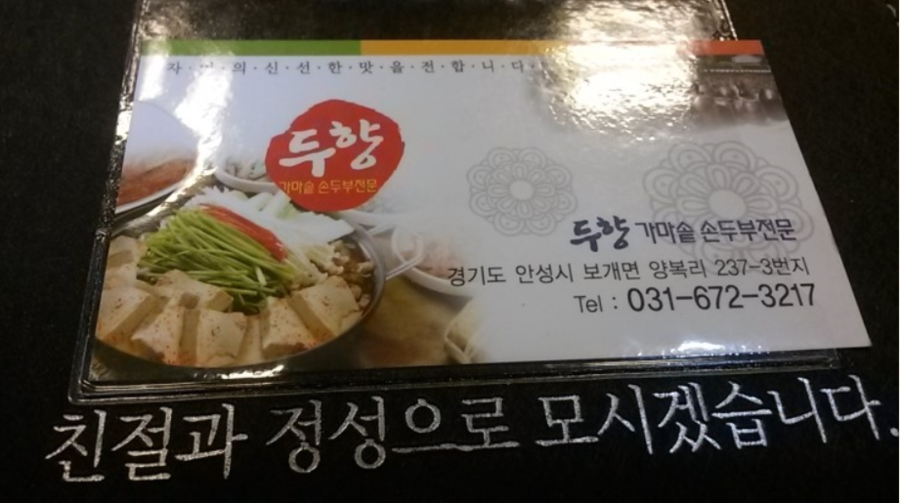 의·신·선·한·맛·을·전·합·니·다
두향
가마솥 손두부전문
두향 가마솥 손두부전문
경기도 안성시 보개면 양복리 237-3번지
Tel : 031-672-3217
친절과 정성으로 모시겠습니다.